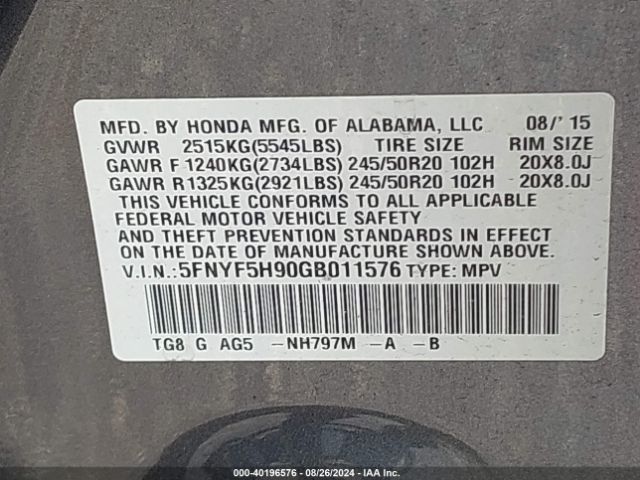 MFD. BY HONDA MFG. OF ALABAMA, LLC 08/' 15
GVWR 2515KG(5545LBS) TIRE SIZE RIM SIZE
GAWR F 1240KG(2734LBS) 245/50R20 102H 20X8.0J
GAWR R 1325KG(2921LBS) 245/50R20 102H 20X8.0J
THIS VEHICLE CONFORMS TO ALL APPLICABLE
FEDERAL MOTOR VEHICLE SAFETY
AND THEFT PREVENTION STANDARDS IN EFFECT
ON THE DATE OF MANUFACTURE SHOWN ABOVE.
V.I.N.:5FNYF5H90GB011576 TYPE: MPV
TG8 G AG5 -NH797M -A -B
000-40196576 | 08/26/2024 | IAA Inc.